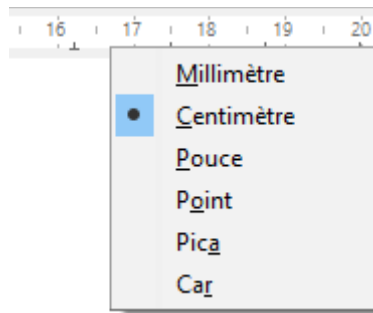 16 17 18 19 20
Millimètre
Centimètre
Pouce
Point
Pica
Car